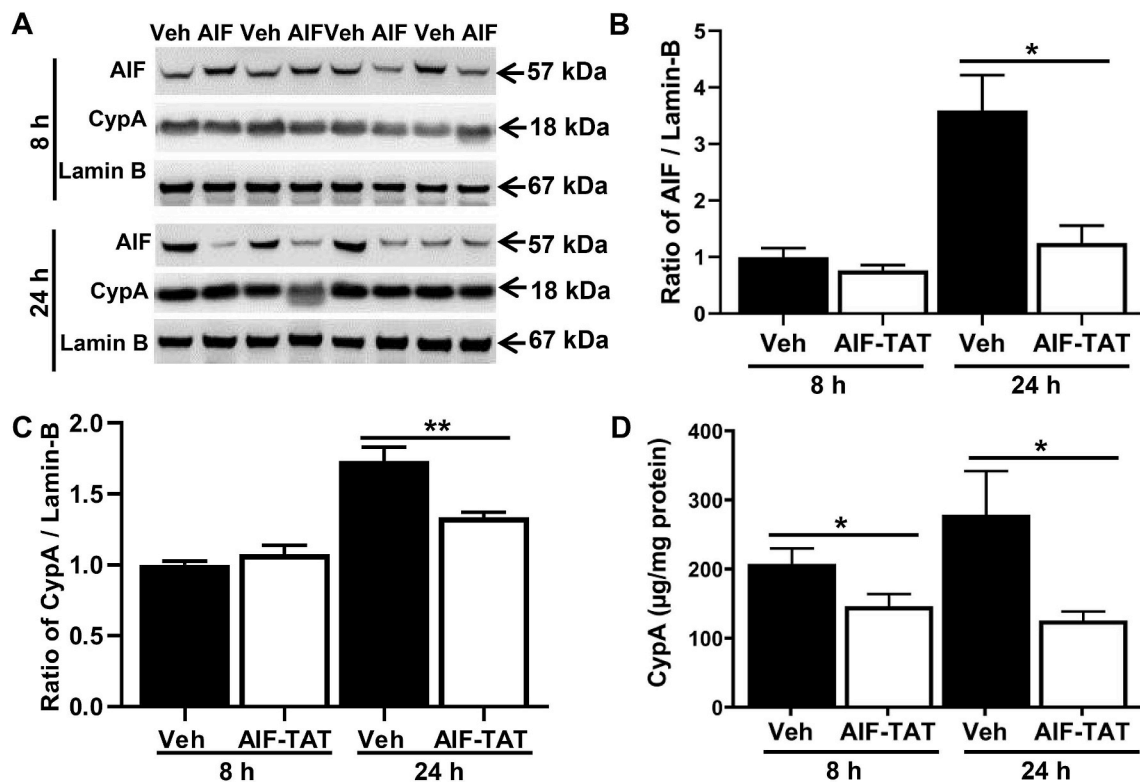 A
Veh AIF Veh AIF Veh AIF Veh AIF
8 h
AIF
57 kDa
CypA
18 kDa
Lamin B
67 kDa
24 h
AIF
57 kDa
CypA
18 kDa
Lamin B
67 kDa
B
Ratio of AIF / Lamin-B
5
4
3
2
1
0
*
Veh AIF-TAT Veh AIF-TAT
8 h 24 h
C
Ratio of CypA / Lamin-B
2.0
1.5
1.0
0.5
0.0
**
Veh AIF-TAT Veh AIF-TAT
8 h 24 h
D
CypA (µg/mg protein)
400
300
200
100
0
*
*
Veh AIF-TAT Veh AIF-TAT
8 h 24 h